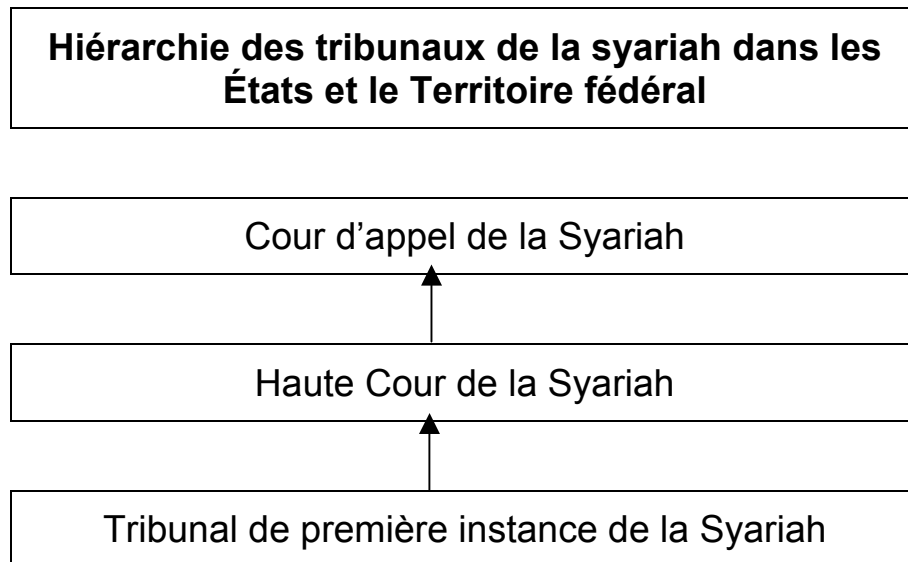 Hiérarchie des tribunaux de la syariah dans les
États et le Territoire fédéral
Cour d’appel de la Syariah
Haute Cour de la Syariah
Tribunal de première instance de la Syariah